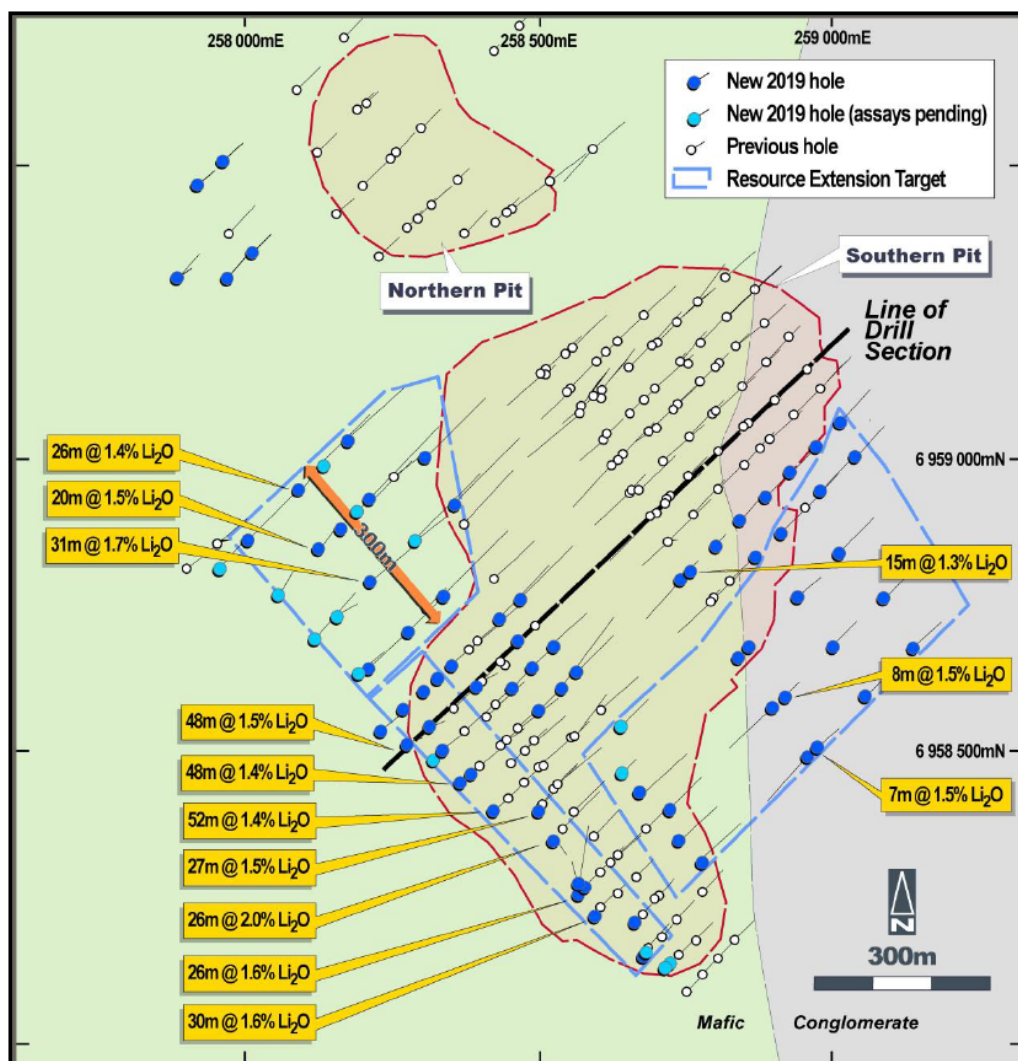 258 000mE
258 500mE
259 000mE
New 2019 hole
New 2019 hole (assays pending)
Previous hole
Resource Extension Target
Northern Pit
Southern Pit
Line of
Drill
Section
26m @ 1.4% Li₂O
6 959 000mN
20m @ 1.5% Li₂O
31m @ 1.7% Li₂O
300m
15m @ 1.3% Li₂O
8m @ 1.5% Li₂O
48m @ 1.5% Li₂O
6 958 500mN
48m @ 1.4% Li₂O
7m @ 1.5% Li₂O
52m @ 1.4% Li₂O
27m @ 1.5% Li₂O
26m @ 2.0% Li₂O
N
300m
26m @ 1.6% Li₂O
30m @ 1.6% Li₂O
Mafic
Conglomerate